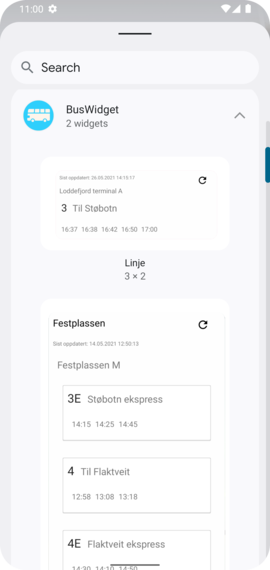 11:00
Search
BusWidget
2 widgets
Sist oppdatert: 26.05.2021 14:15:17
Loddefjord terminal A
3 Til Støbotn
16:37 16:38 16:42 16:50 17:00
Linje
3 × 2
Festplassen
Sist oppdatert: 14.05.2021 12:50:13
Festplassen M
3E Støbotn ekspress
14:15 14:25 14:45
4 Til Flaktveit
12:58 13:08 13:18
4E Flaktveit ekspress
14:30 14:10 14:50